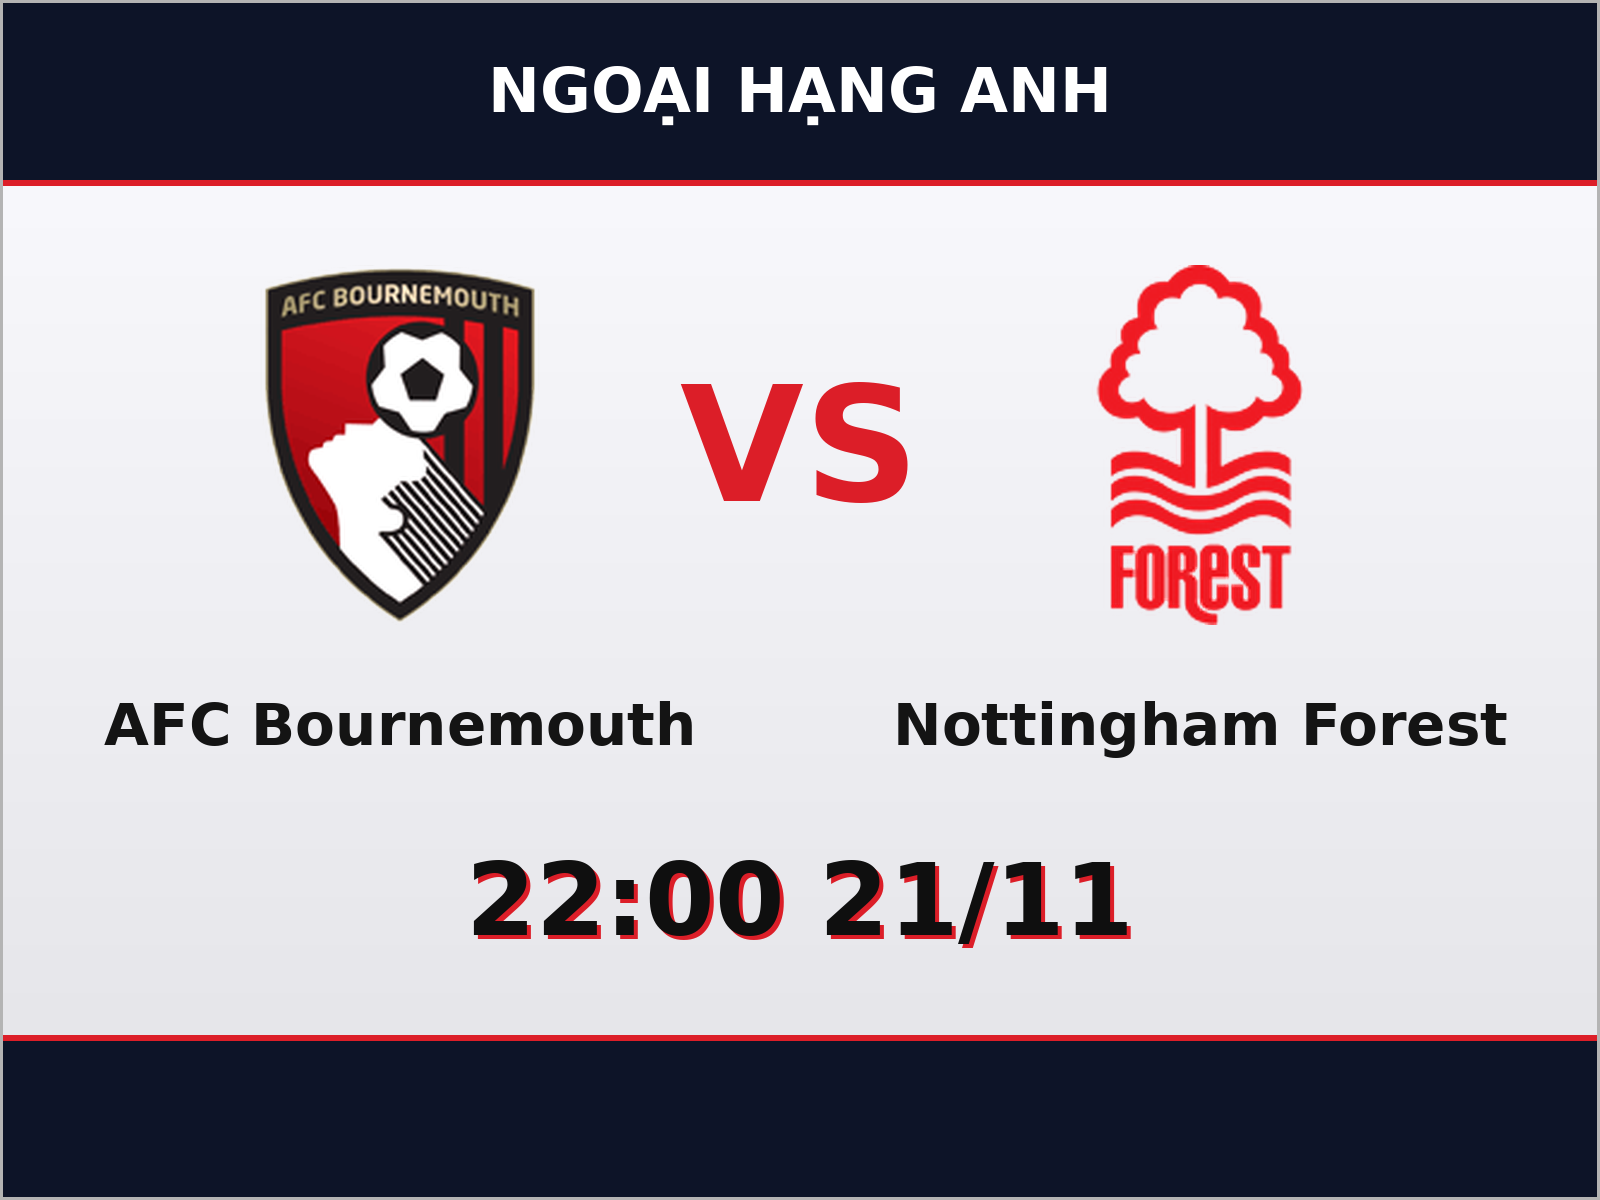 NGOẠI HẠNG ANH
AFC BOURNEMOUTH
VS
FOREST
AFC Bournemouth
Nottingham Forest
22:00 21/11